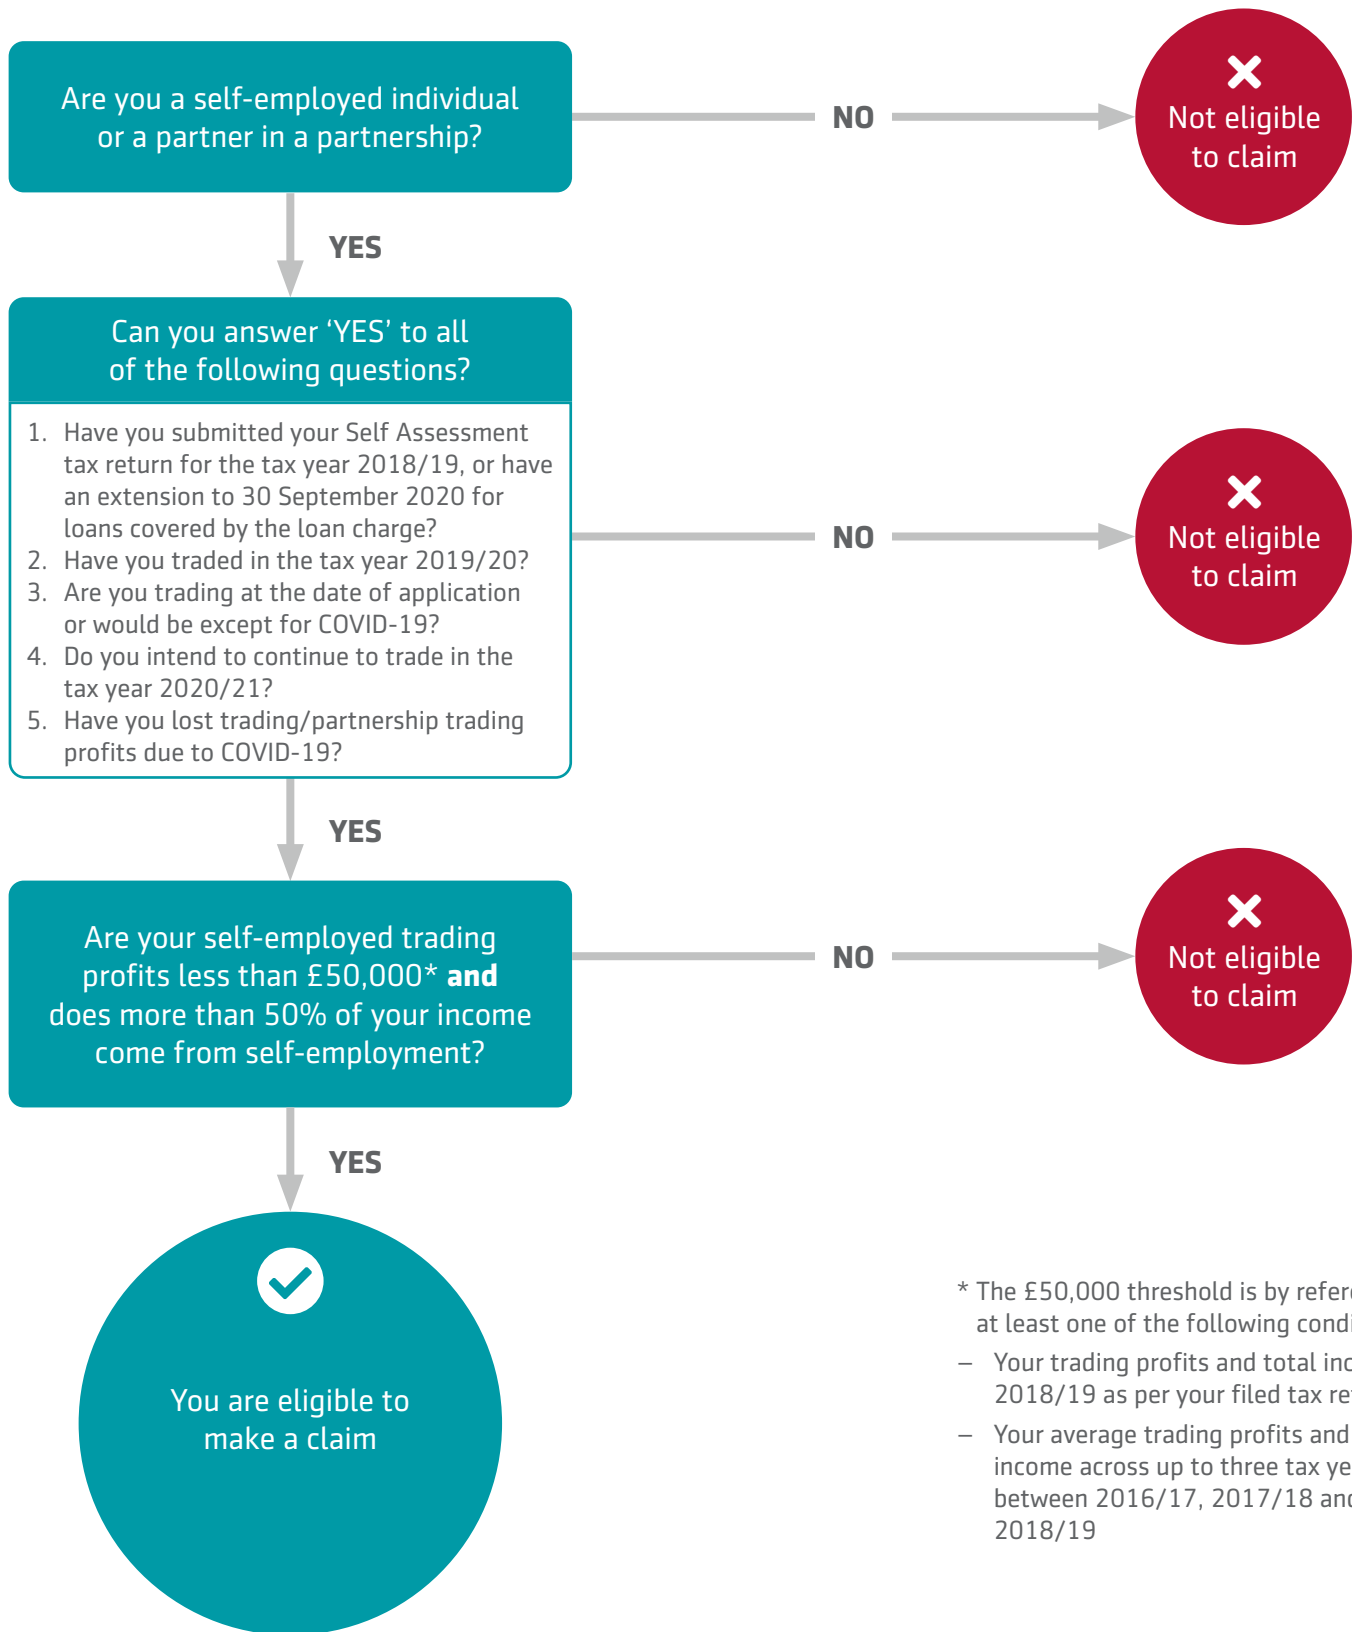 Are you a self-employed individual
or a partner in a partnership?
NO
Not eligible
to claim
YES
Can you answer ‘YES’ to all
of the following questions?
1. Have you submitted your Self Assessment
tax return for the tax year 2018/19, or have
an extension to 30 September 2020 for
loans covered by the loan charge?
2. Have you traded in the tax year 2019/20?
3. Are you trading at the date of application
or would be except for COVID-19?
4. Do you intend to continue to trade in the
tax year 2020/21?
5. Have you lost trading/partnership trading
profits due to COVID-19?
NO
Not eligible
to claim
YES
Are your self-employed trading
profits less than £50,000* and
does more than 50% of your income
come from self-employment?
NO
Not eligible
to claim
YES
You are eligible to
make a claim
* The £50,000 threshold is by
at least one of the following
– Your trading profits and total
2018/19 as per your filed tax
– Your average trading profits and
income across up to three tax
between 2016/17, 2017/18
2018/19